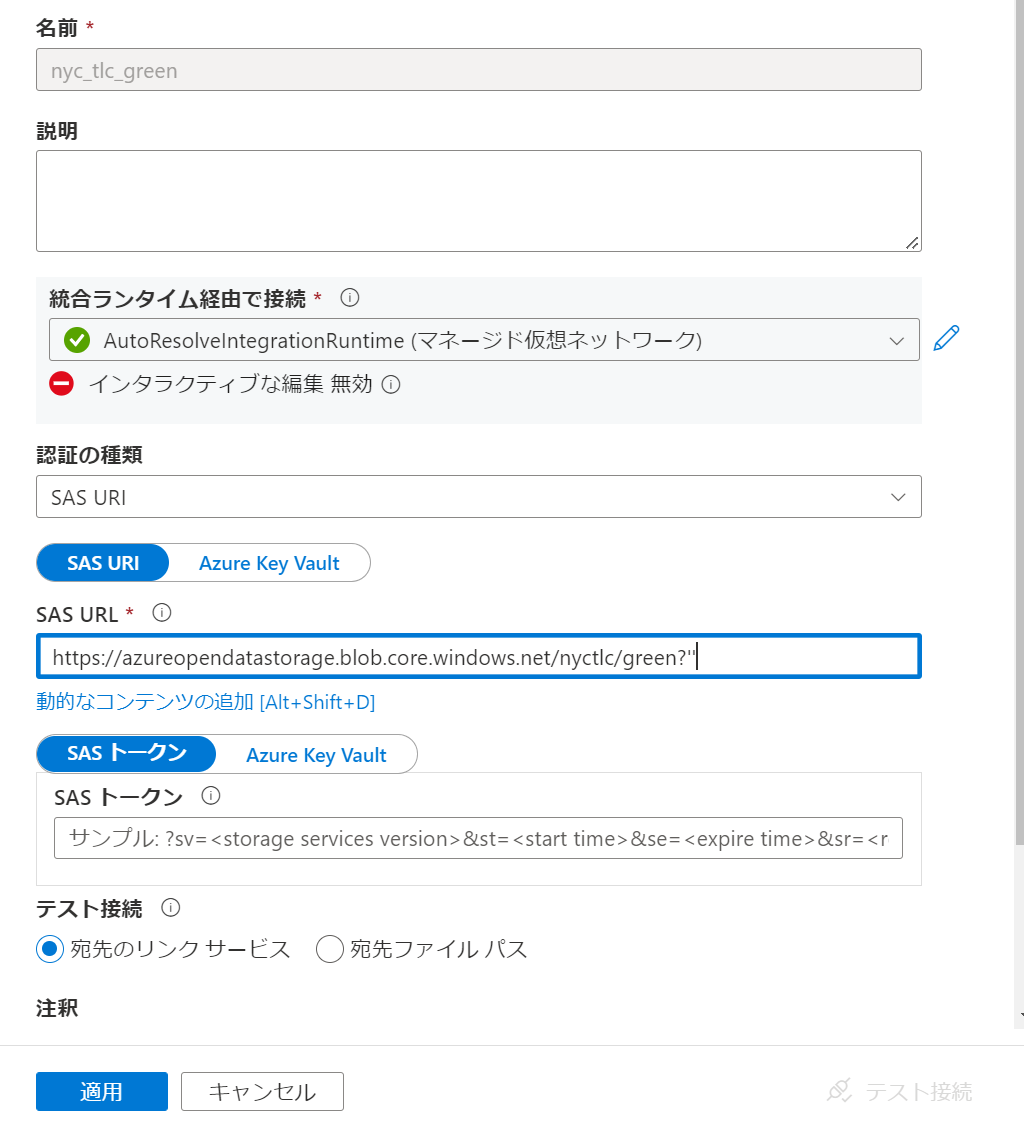 名前 *
nyc_tlc_green
説明
統合ランタイム経由で接続 *
AutoResolveIntegrationRuntime (マネージド仮想ネットワーク)
インタラクティブな編集 無効
認証の種類
SAS URI
SAS URI Azure Key Vault
SAS URL *
https://azureopendatastorage.blob.core.windows.net/nyctlc/green?''
動的なコンテンツの追加 [Alt+Shift+D]
SAS トークン Azure Key Vault
SAS トークン
サンプル: ?sv=<storage services version>&st=<start time>&se=<expire time>&sr=<r
テスト接続
宛先のリンク サービス 宛先ファイル パス
注釈
適用 キャンセル テスト接続